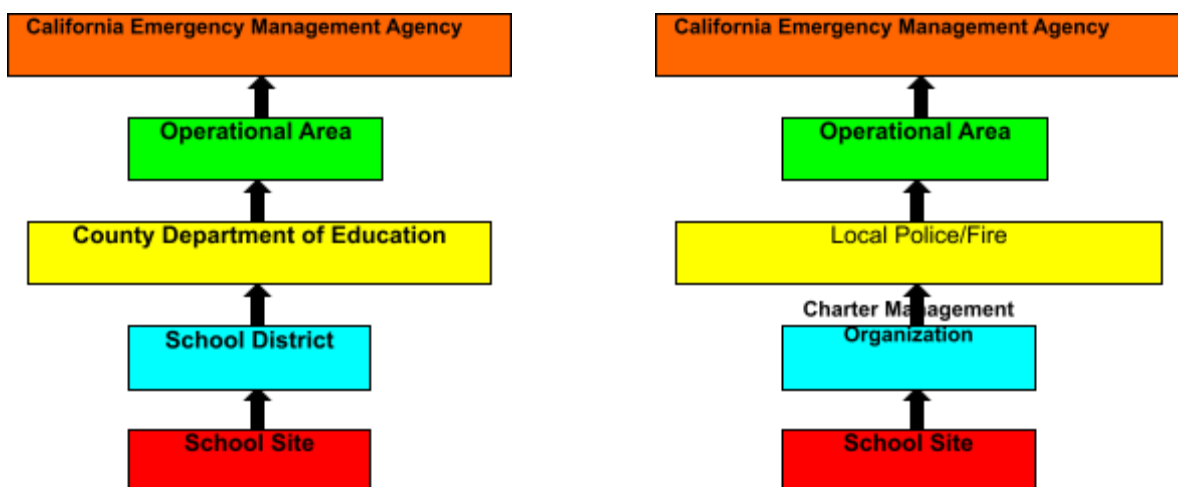 California Emergency Management Agency
Operational Area
County Department of Education
School District
School Site
California Emergency Management Agency
Operational Area
Local Police/Fire
Charter Management
Organization
School Site